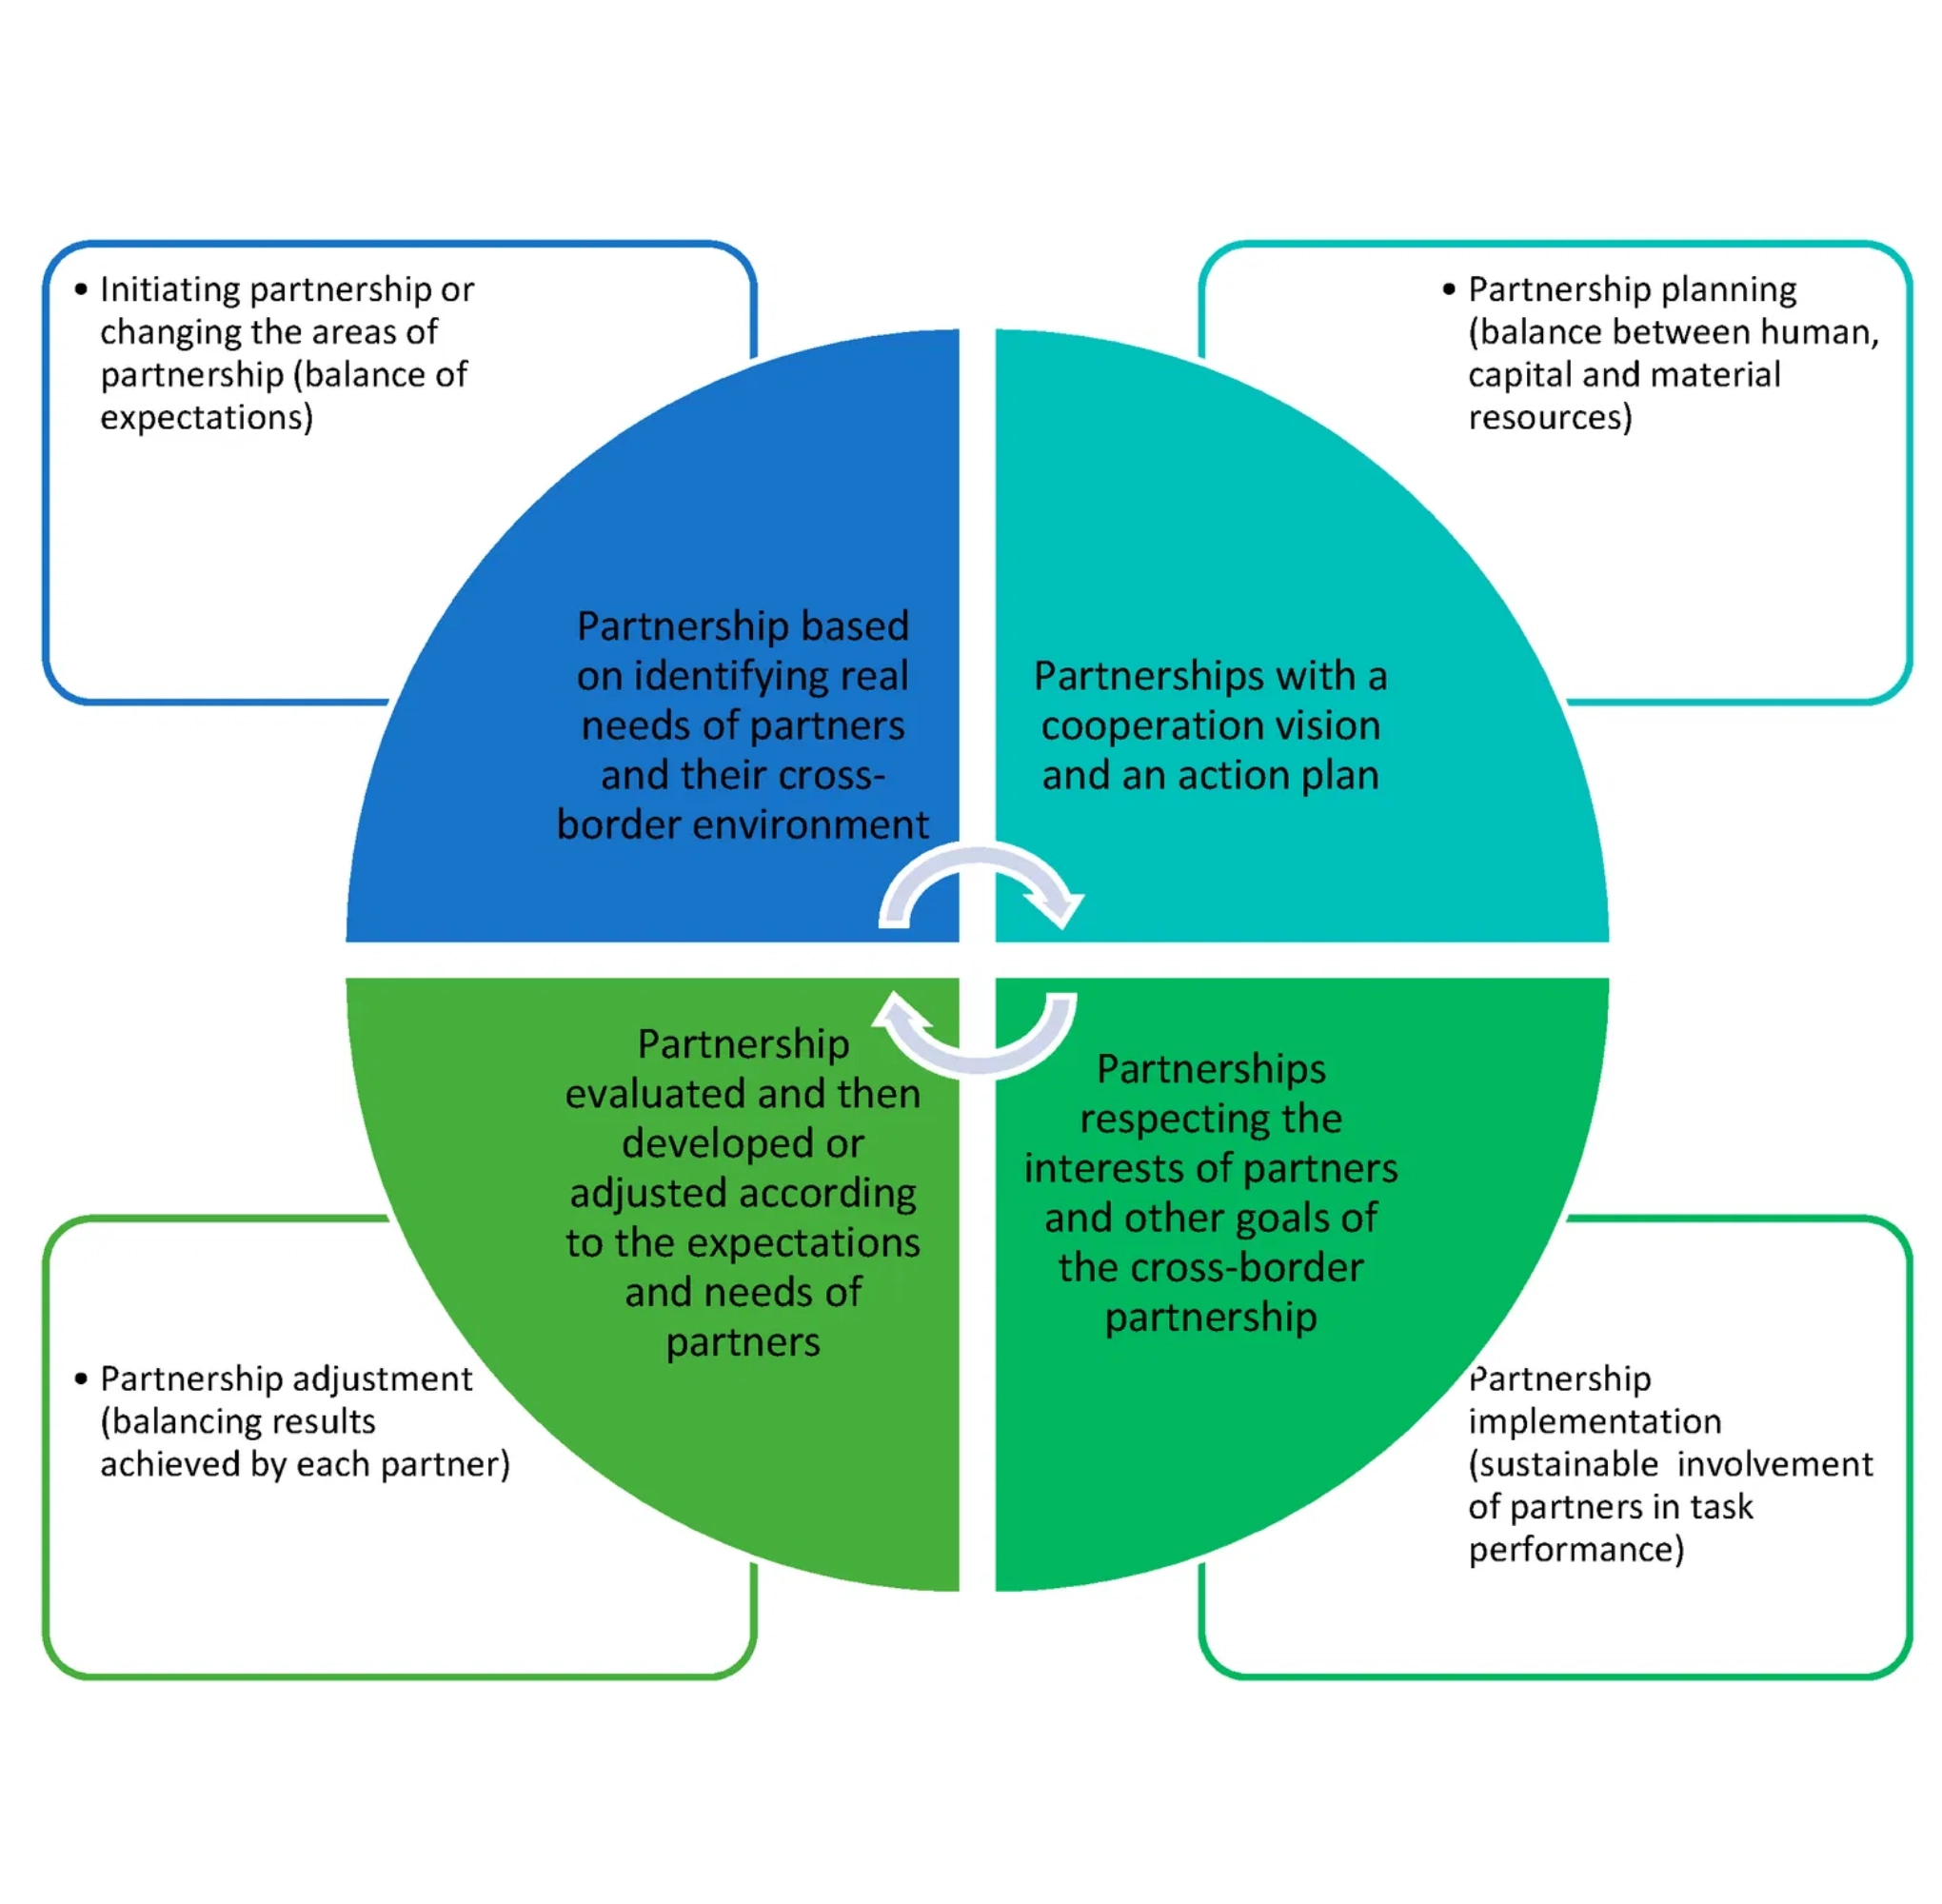 • Initiating partnership or
changing the areas of
partnership (balance of
expectations)
• Partnership planning
(balance between human,
capital and material
resources)
Partnership based
on identifying real
needs of partners
and their cross-
border environment
Partnerships with a
cooperation vision
and an action plan
Partnership
evaluated and then
developed or
adjusted according
to the expectations
and needs of
partners
Partnerships
respecting the
interests of partners
and other goals of
the cross-border
partnership
• Partnership adjustment
(balancing results
achieved by each partner)
Partnership
implementation
(sustainable  involvement
of partners in task
performance)